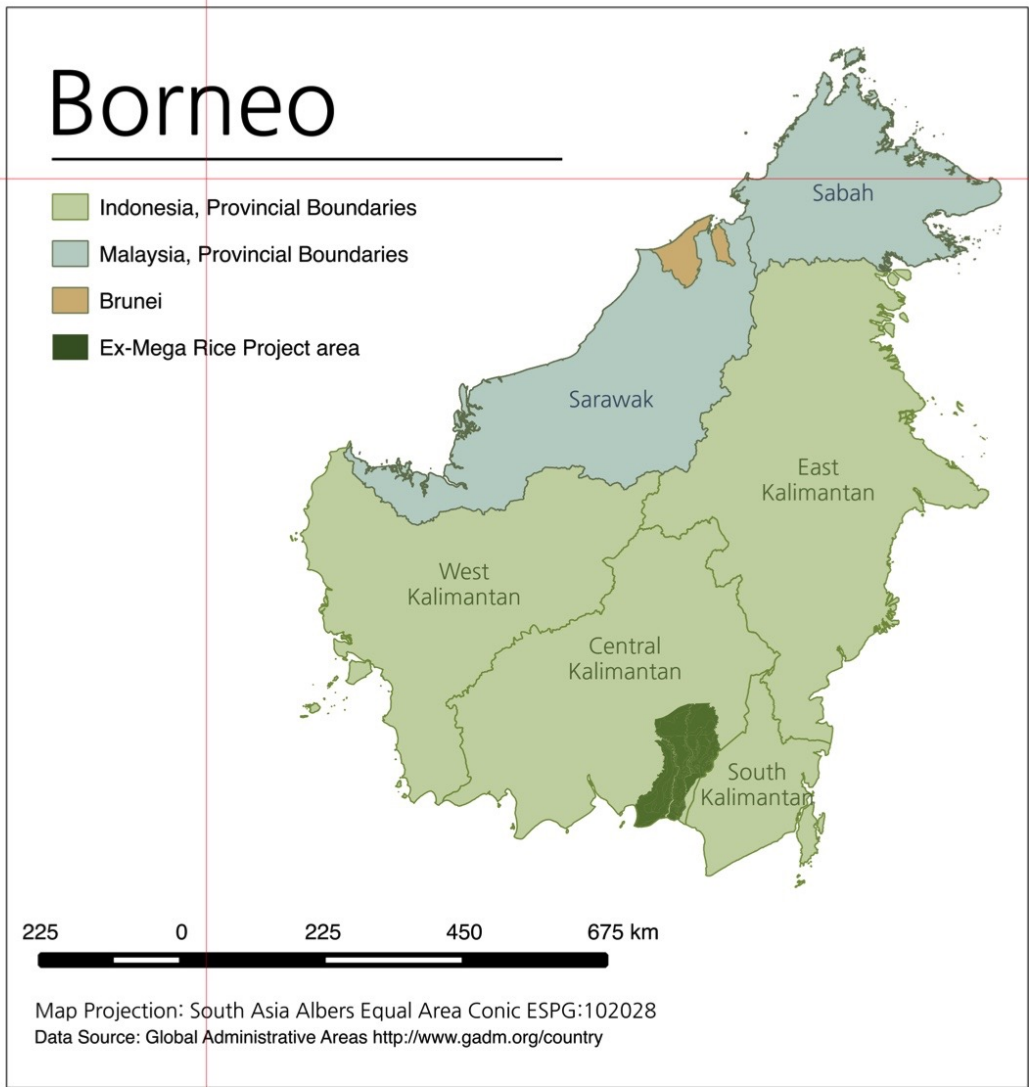 Borneo
Indonesia, Provincial Boundaries
Malaysia, Provincial Boundaries
Brunei
Ex-Mega Rice Project area
Sabah
Sarawak
East
Kalimantan
West
Kalimantan
Central
Kalimantan
South
Kalimantan
225 0 225 450 675 km
Map Projection: South Asia Albers Equal Area Conic ESPG:102028
Data Source: Global Administrative Areas http://www.gadm.org/country